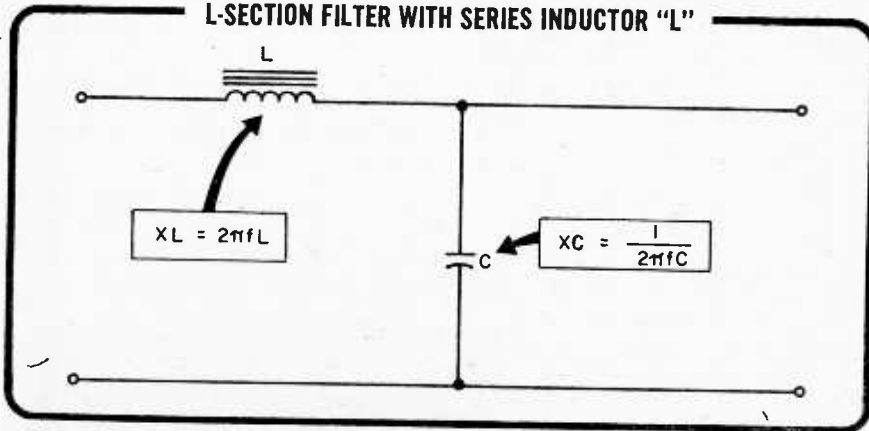 L-SECTION FILTER WITH SERIES INDUCTOR "L"
L
XL = 2πfL
C
XC = 1
2πfC